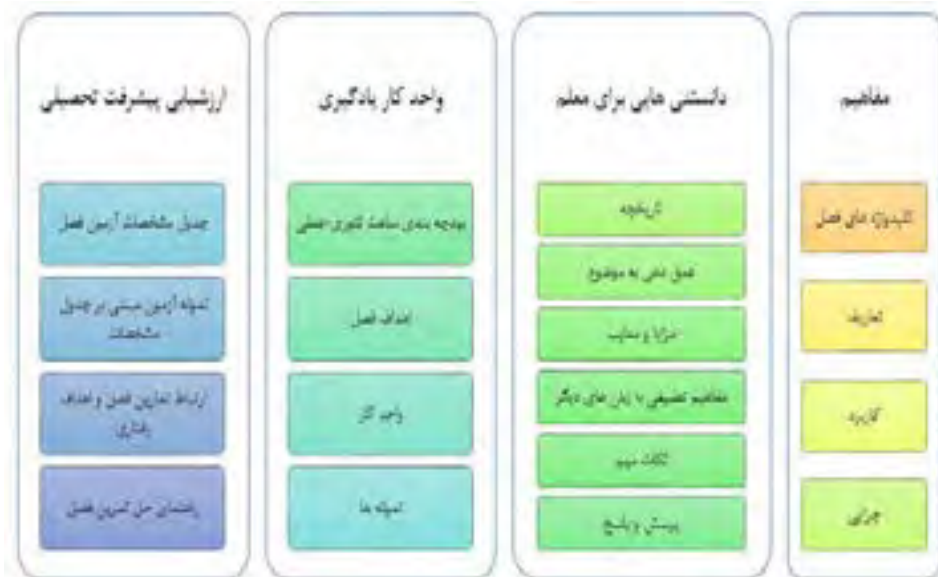 مفاهیم
کلیدواژه های فصل
تعاریف
کاربرد
چرایی
دانستنی هایی برای معلم
تاریخچه
عمق دهی به موضوع
مزایا و معایب
مفاهیم تطبیقی با زبان های دیگر
نکات مهم
پرسش و پاسخ
واحد کار یادگیری
بودجه بندی ساعت تئوری-عملی
اهداف فصل
واحد کار
نمونه ها
ارزشیابی پیشرفت تحصیلی
جدول مشخصات آزمون فصل
نمونه آزمون مبتنی بر جدول
مشخصات
ارتباط تمارین فصل و اهداف
رفتاری
راهنمای حل تمرین فصل